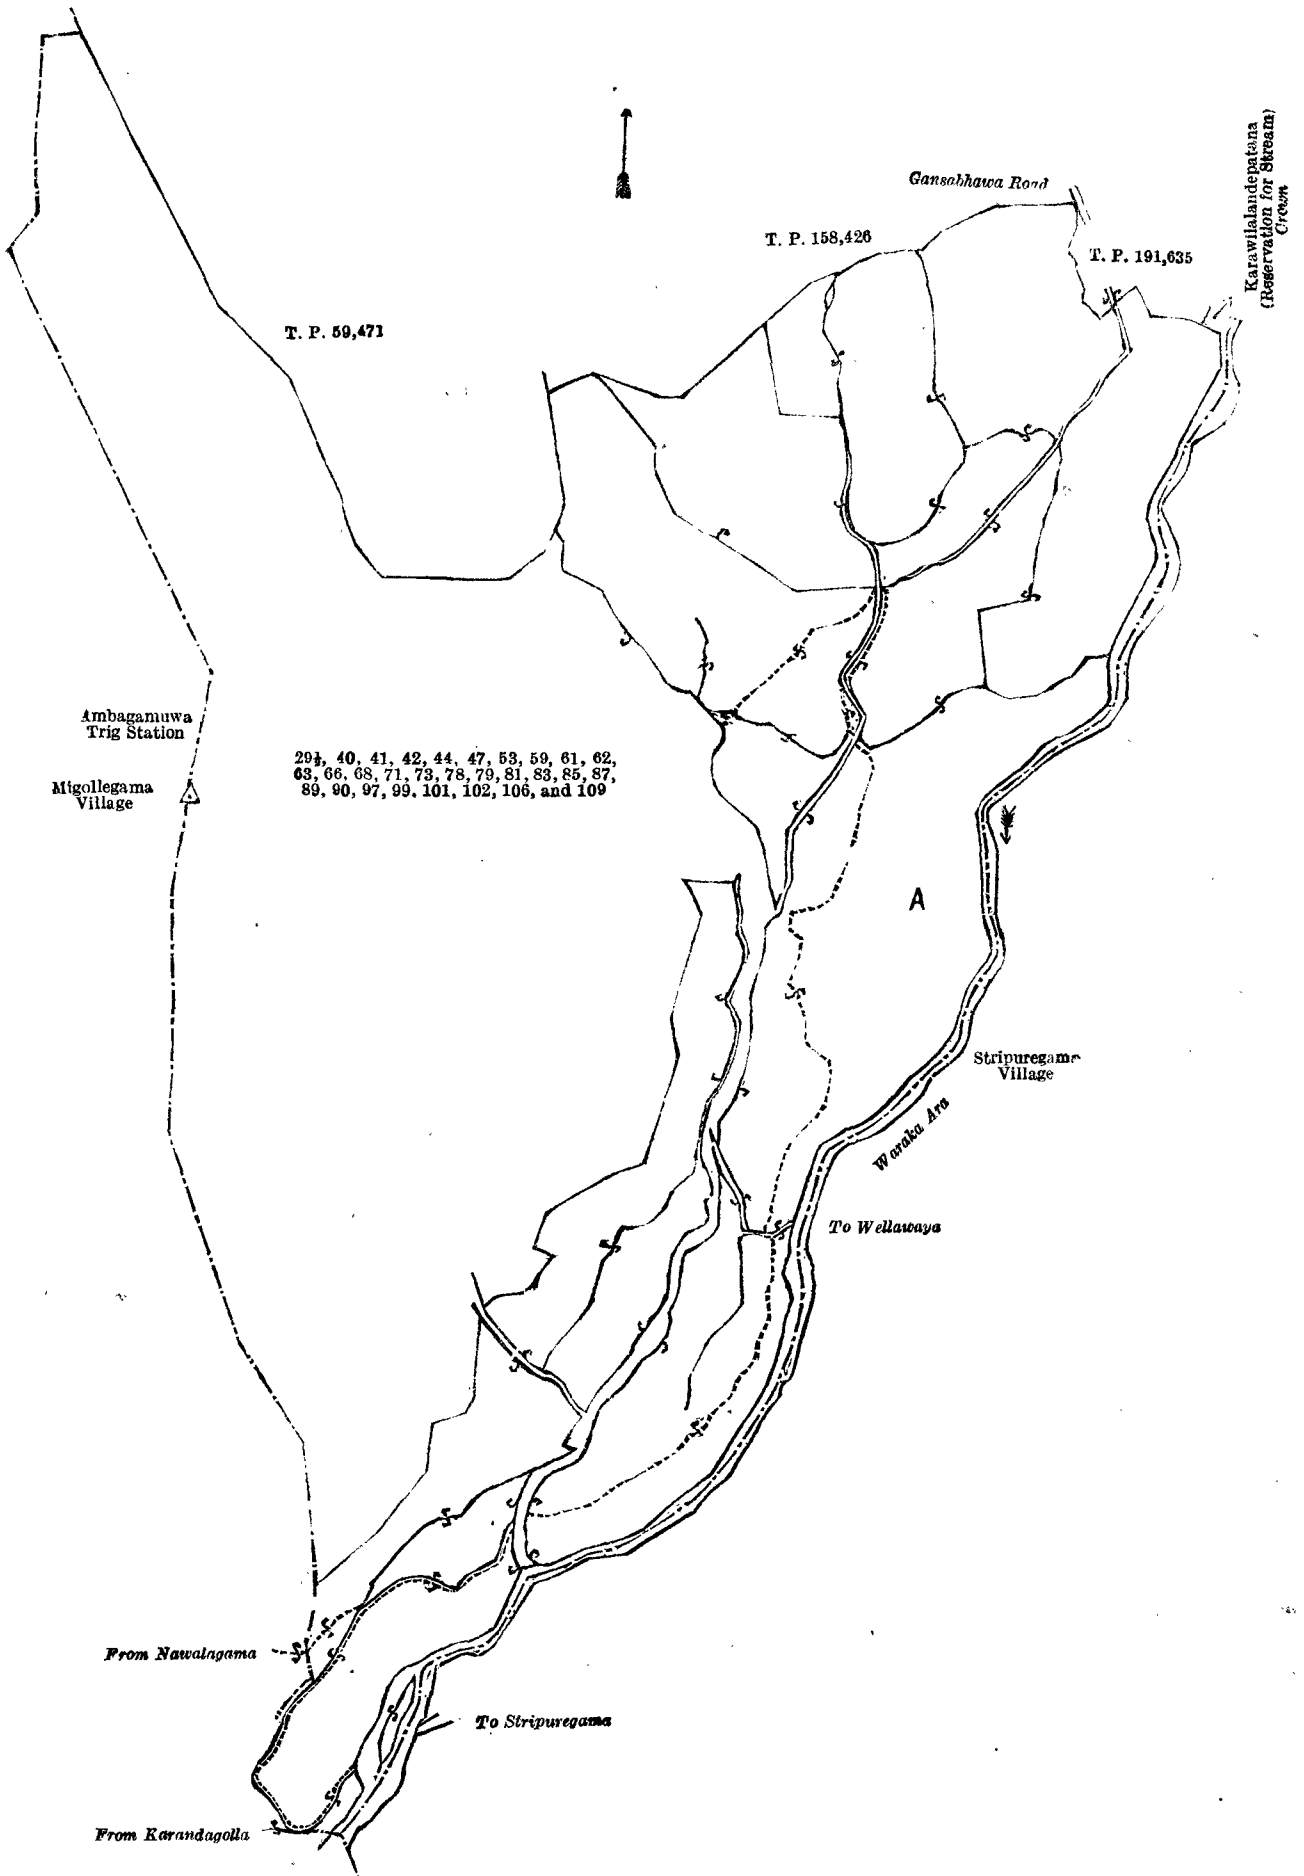 Gansabhawa Road
Karawilalandepatana
(Reservation for Stream)
Crown
T. P. 158,426
T. P. 191,635
T. P. 59,471
Ambagamuwa
Trig Station
Migollegama
Village
29½, 40, 41, 42, 44, 47, 53, 59, 61, 62,
63, 66, 68, 71, 73, 78, 79, 81, 83, 85, 87,
89, 90, 97, 99, 101, 102, 106, and 109
A
Stripuregama
Village
Waraka Ara
To Wellawaya
From Nawalagama
To Stripuregama
From Karandagolla